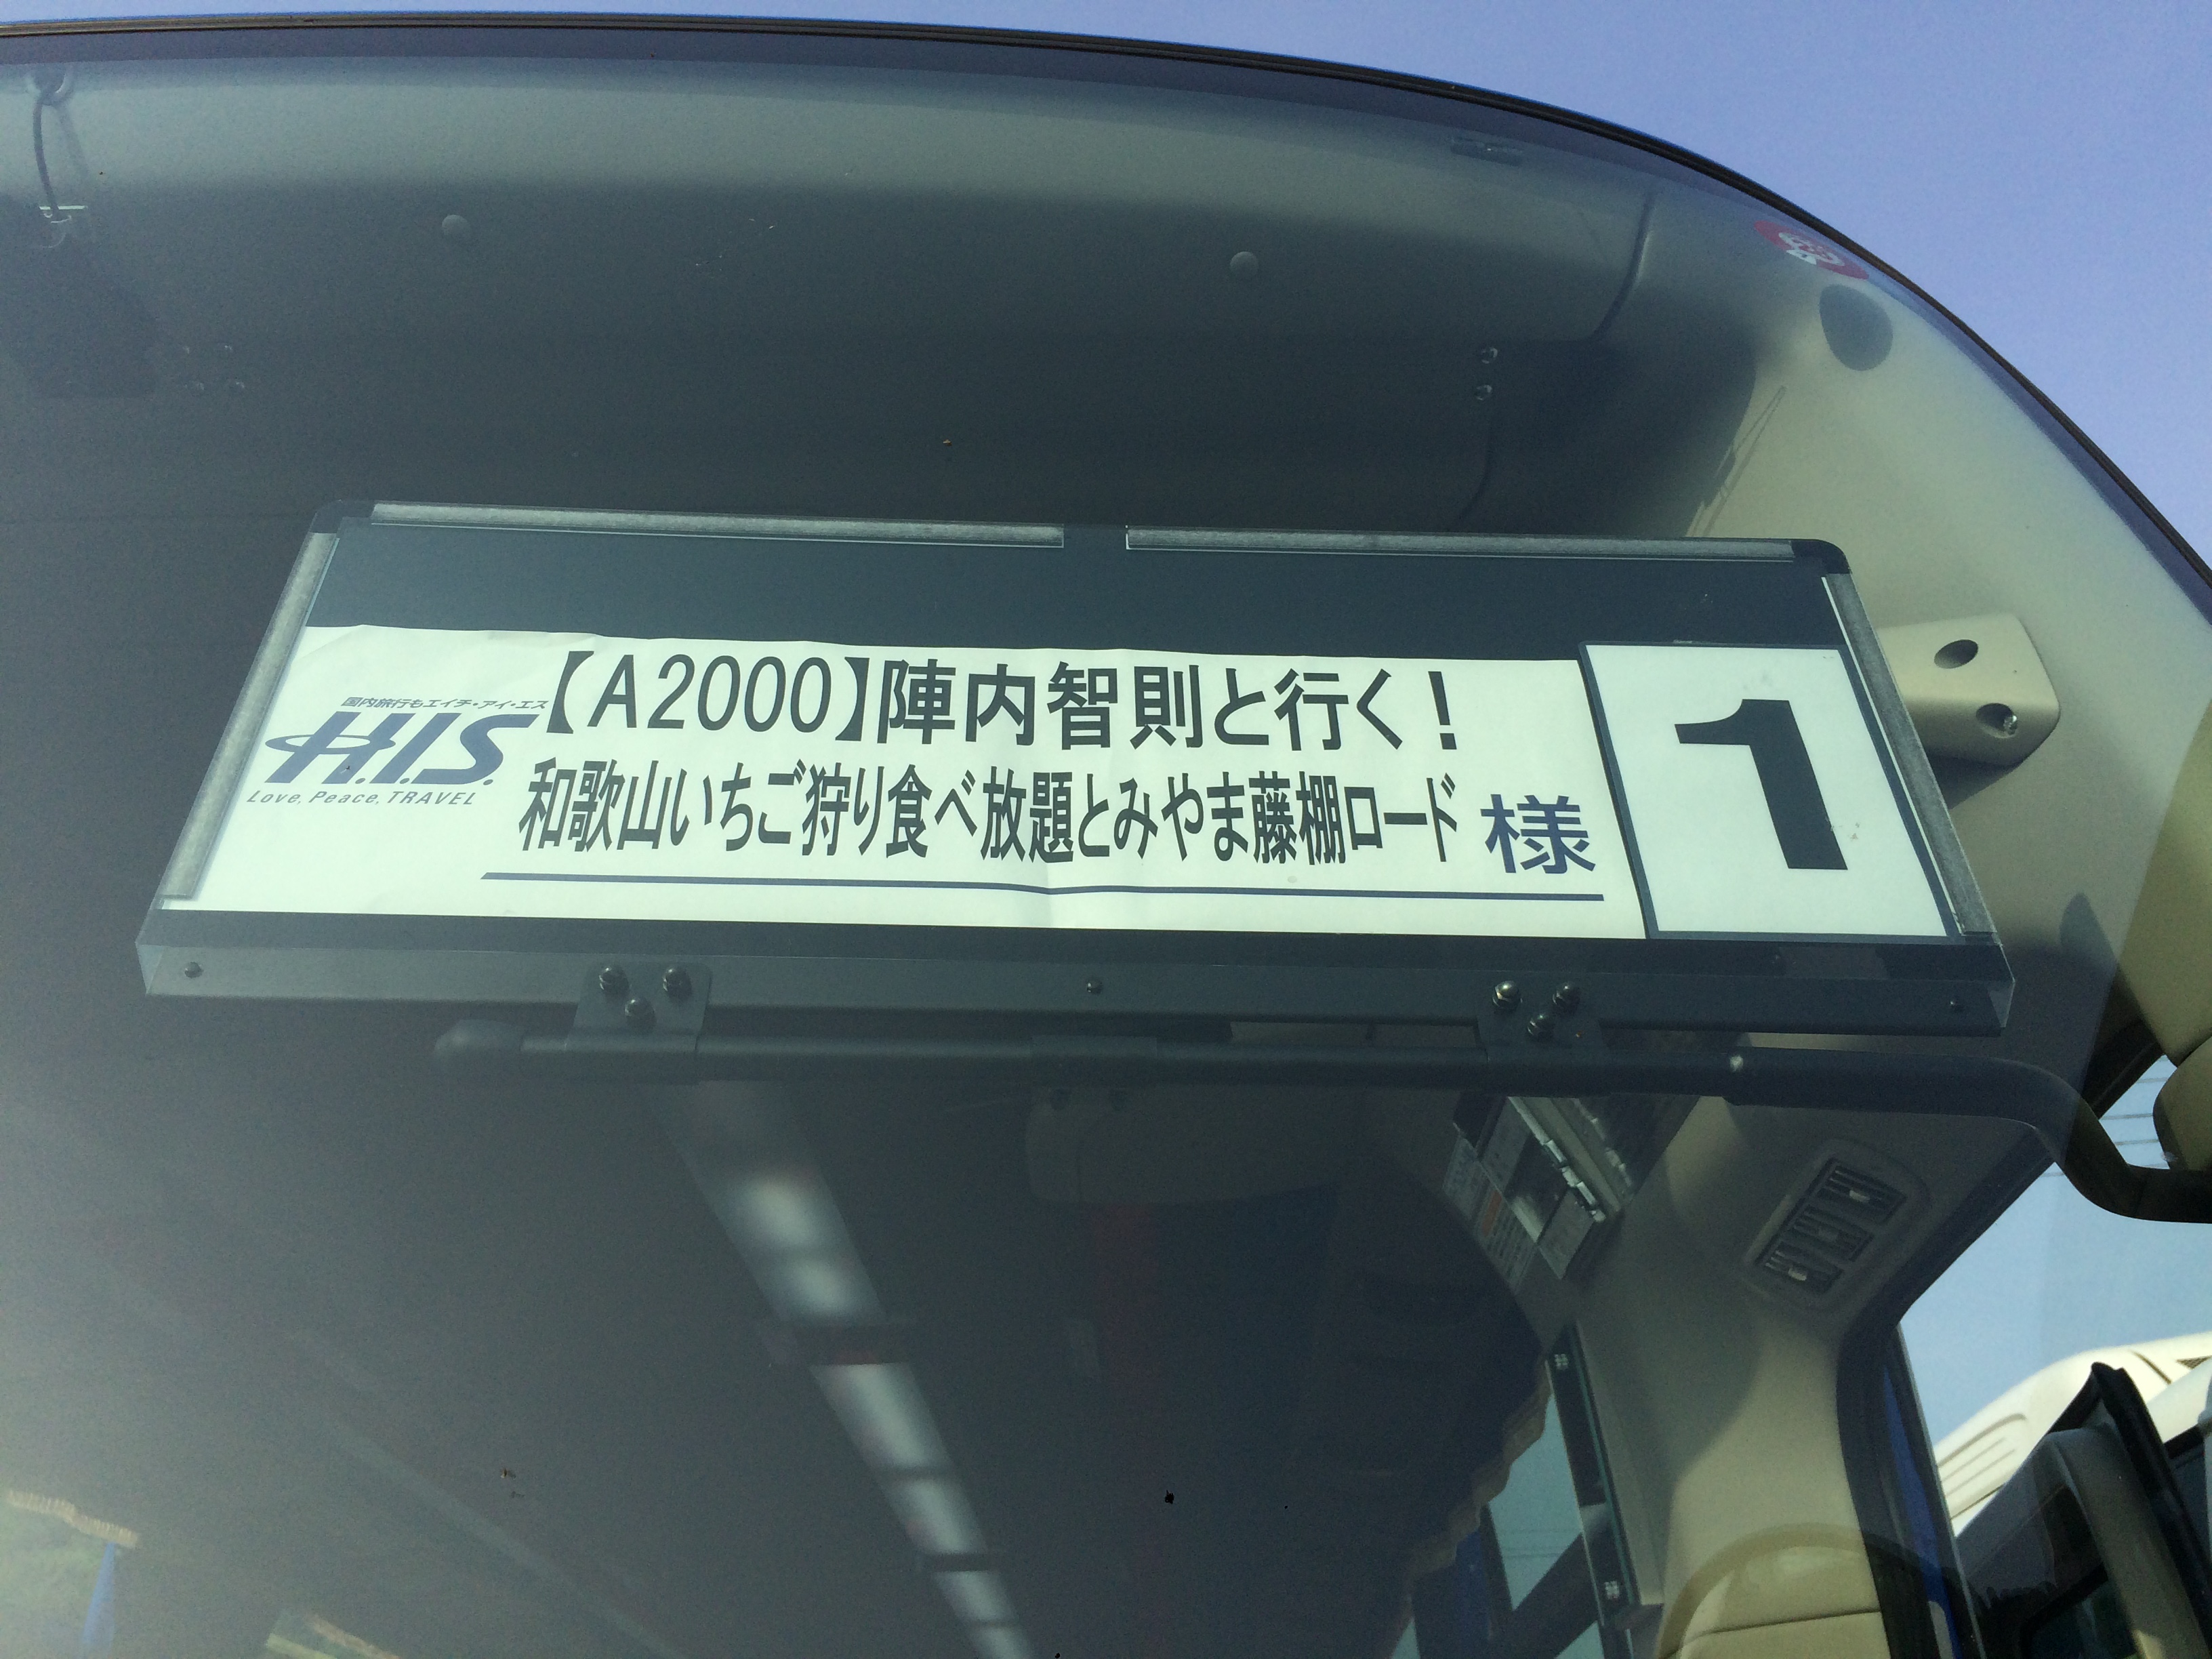 国内旅行もエイチ・アイ・エス
H.I.S.
Love, Peace, TRAVEL
【A2000】陣内智則と行く!
和歌山いちご狩り食べ放題とみやま藤棚ロード 様
1